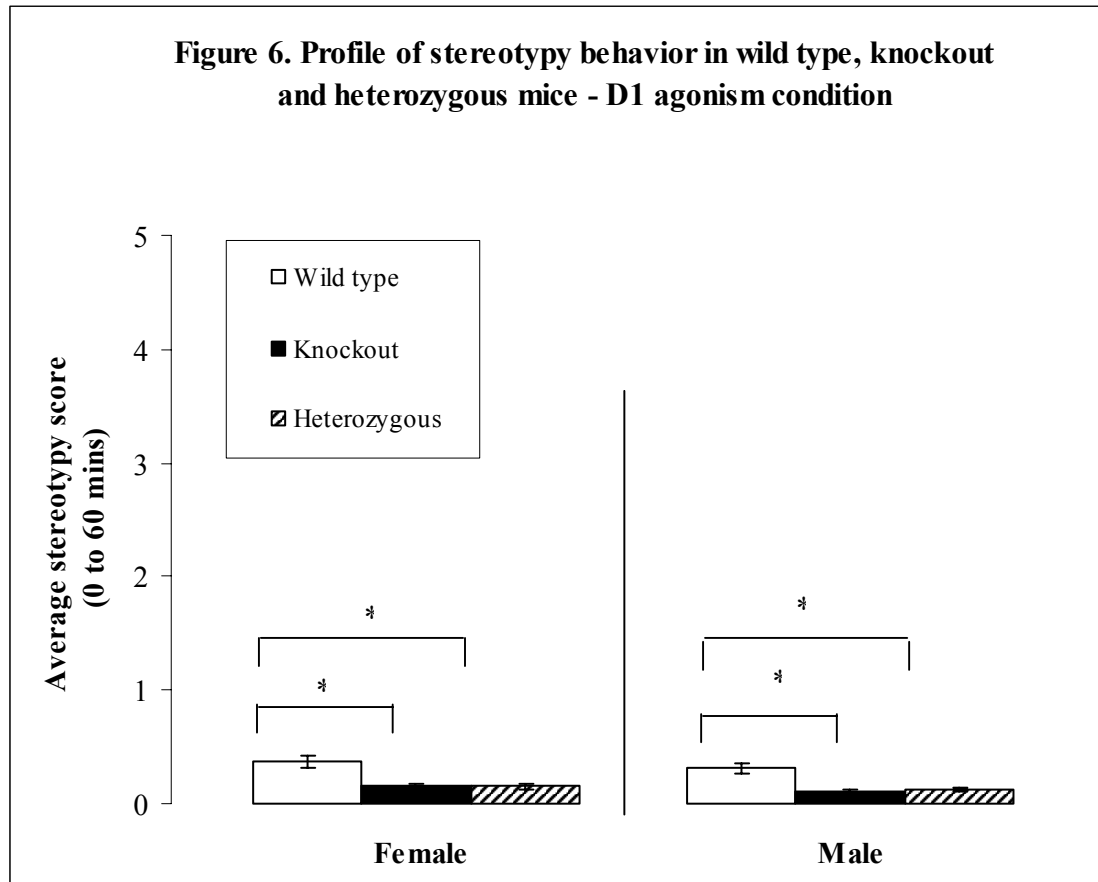 Figure 6. Profile of stereotypy behavior in wild type, knockout
and heterozygous mice - D1 agonism condition
Average stereotypy score
(0 to 60 mins)
5
4
3
2
1
0
Wild type
Knockout
Heterozygous
*
*
*
*
Female
Male